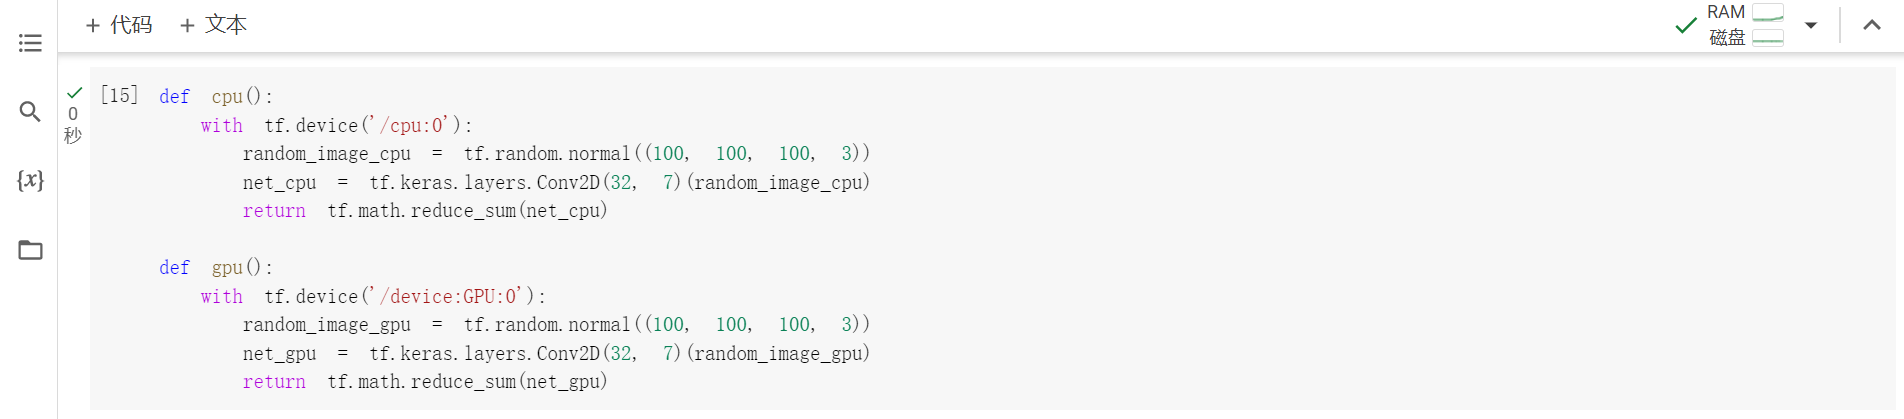 + 代码 + 文本
RAM
磁盘
{x}
0
秒
[15] def cpu():
    with tf.device('/cpu:0'):
        random_image_cpu = tf.random.normal((100, 100, 100, 3))
        net_cpu = tf.keras.layers.Conv2D(32, 7)(random_image_cpu)
        return tf.math.reduce_sum(net_cpu)
def gpu():
    with tf.device('/device:GPU:0'):
        random_image_gpu = tf.random.normal((100, 100, 100, 3))
        net_gpu = tf.keras.layers.Conv2D(32, 7)(random_image_gpu)
        return tf.math.reduce_sum(net_gpu)